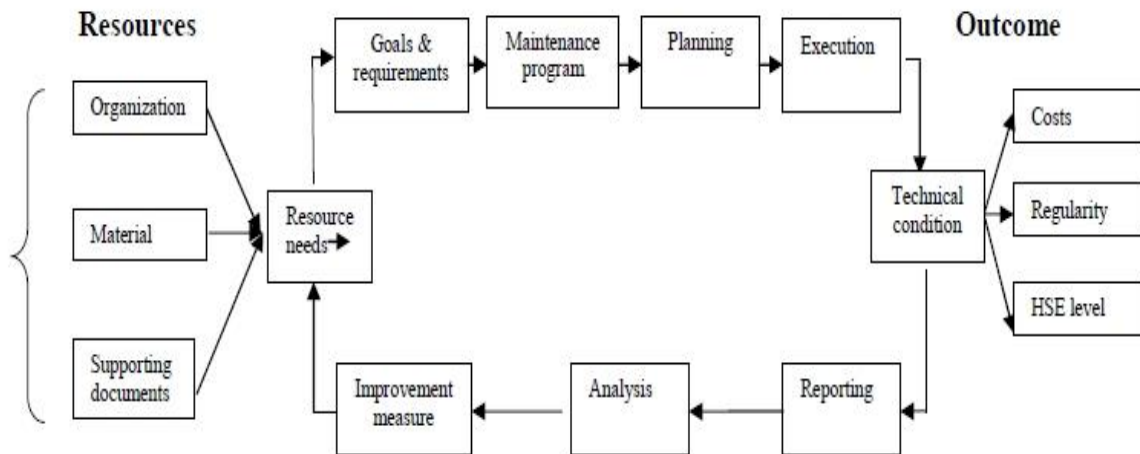 Resources
Outcome
Goals &
requirements
Maintenance
program
Planning
Execution
Organization
Material
Supporting
documents
Resource
needs
Technical
condition
Costs
Regularity
HSE level
Improvement
measure
Analysis
Reporting